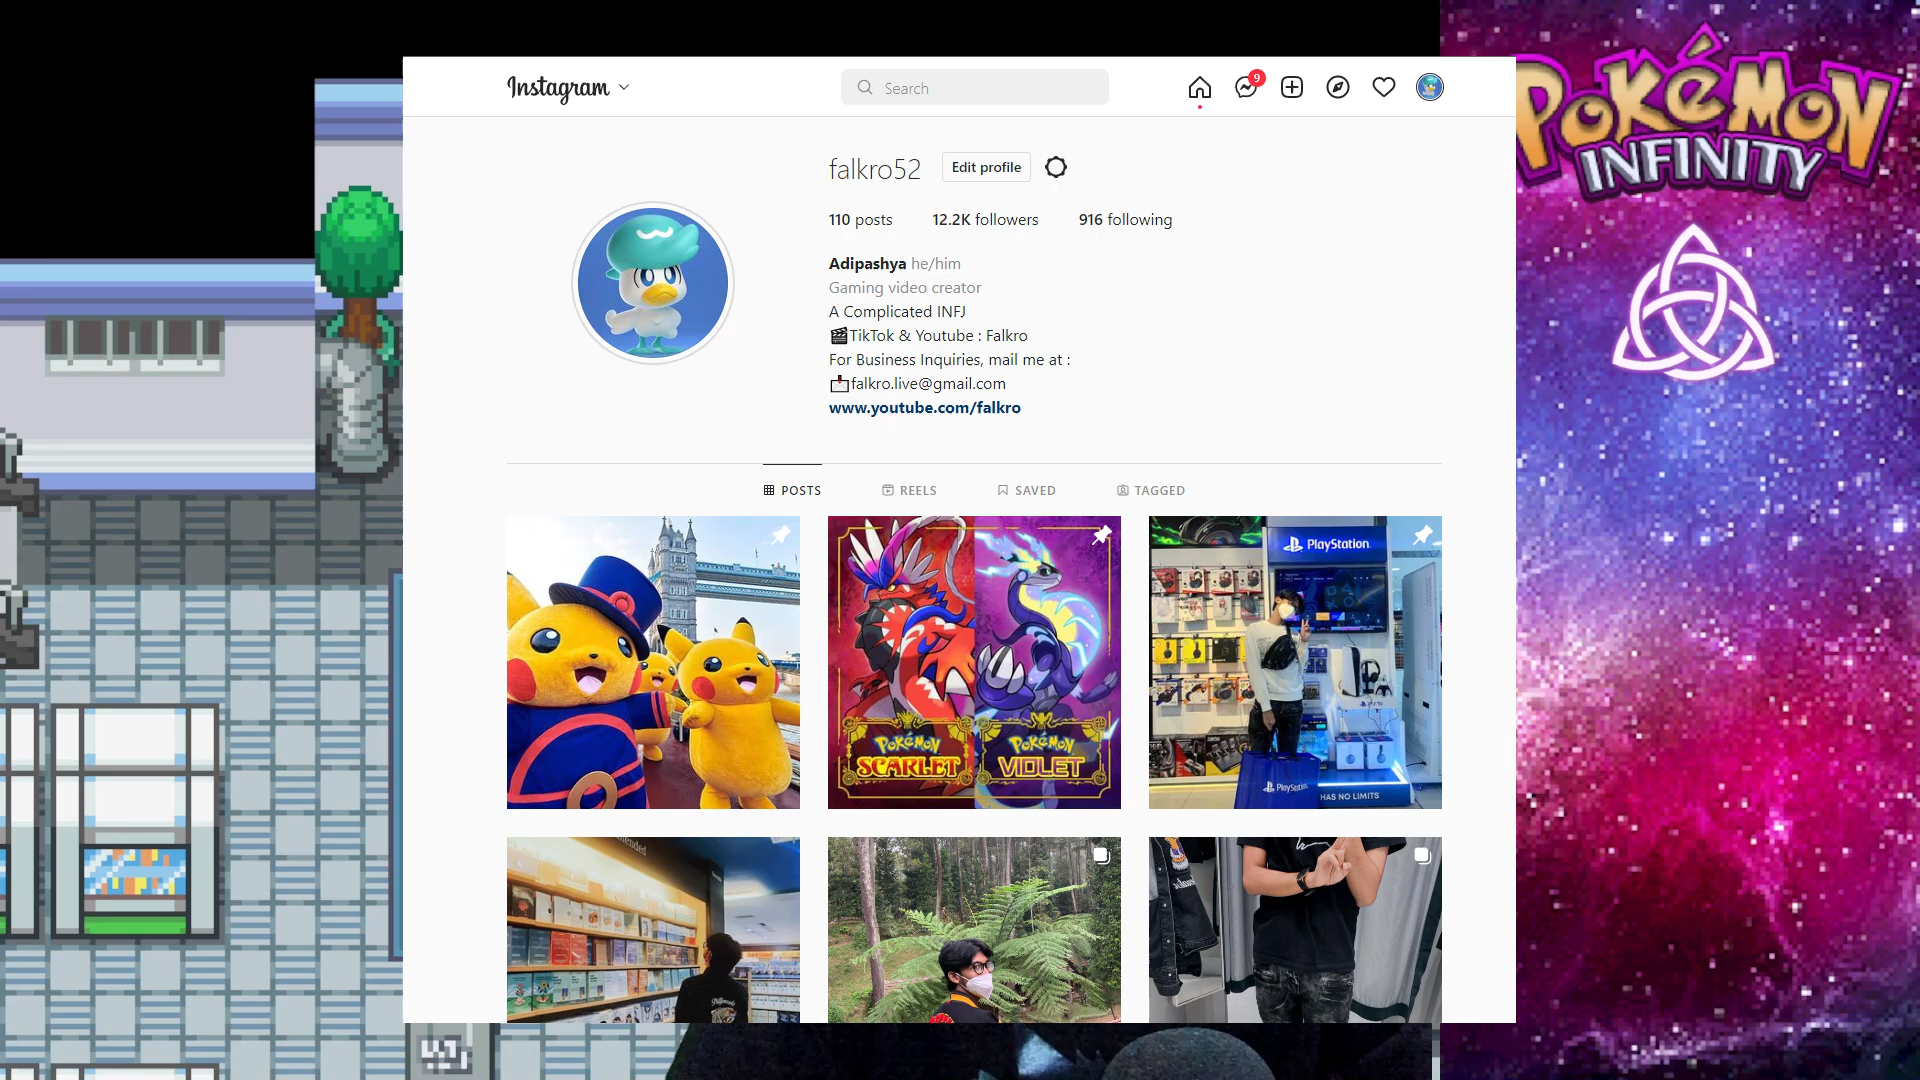 Instagram
Search
9
POKÉMON
INFINITY
falkro52
Edit profile
110 posts
12.2K followers
916 following
Adipashya he/him
Gaming video creator
A Complicated INFJ
🎬TikTok & Youtube : Falkro
For Business Inquiries, mail me at :
📩falkro.live@gmail.com
www.youtube.com/falkro
POSTS
REELS
SAVED
TAGGED
POKÉMON
SCARLET
POKÉMON
VIOLET
PlayStation
PlayStation
HAS NO LIMITS